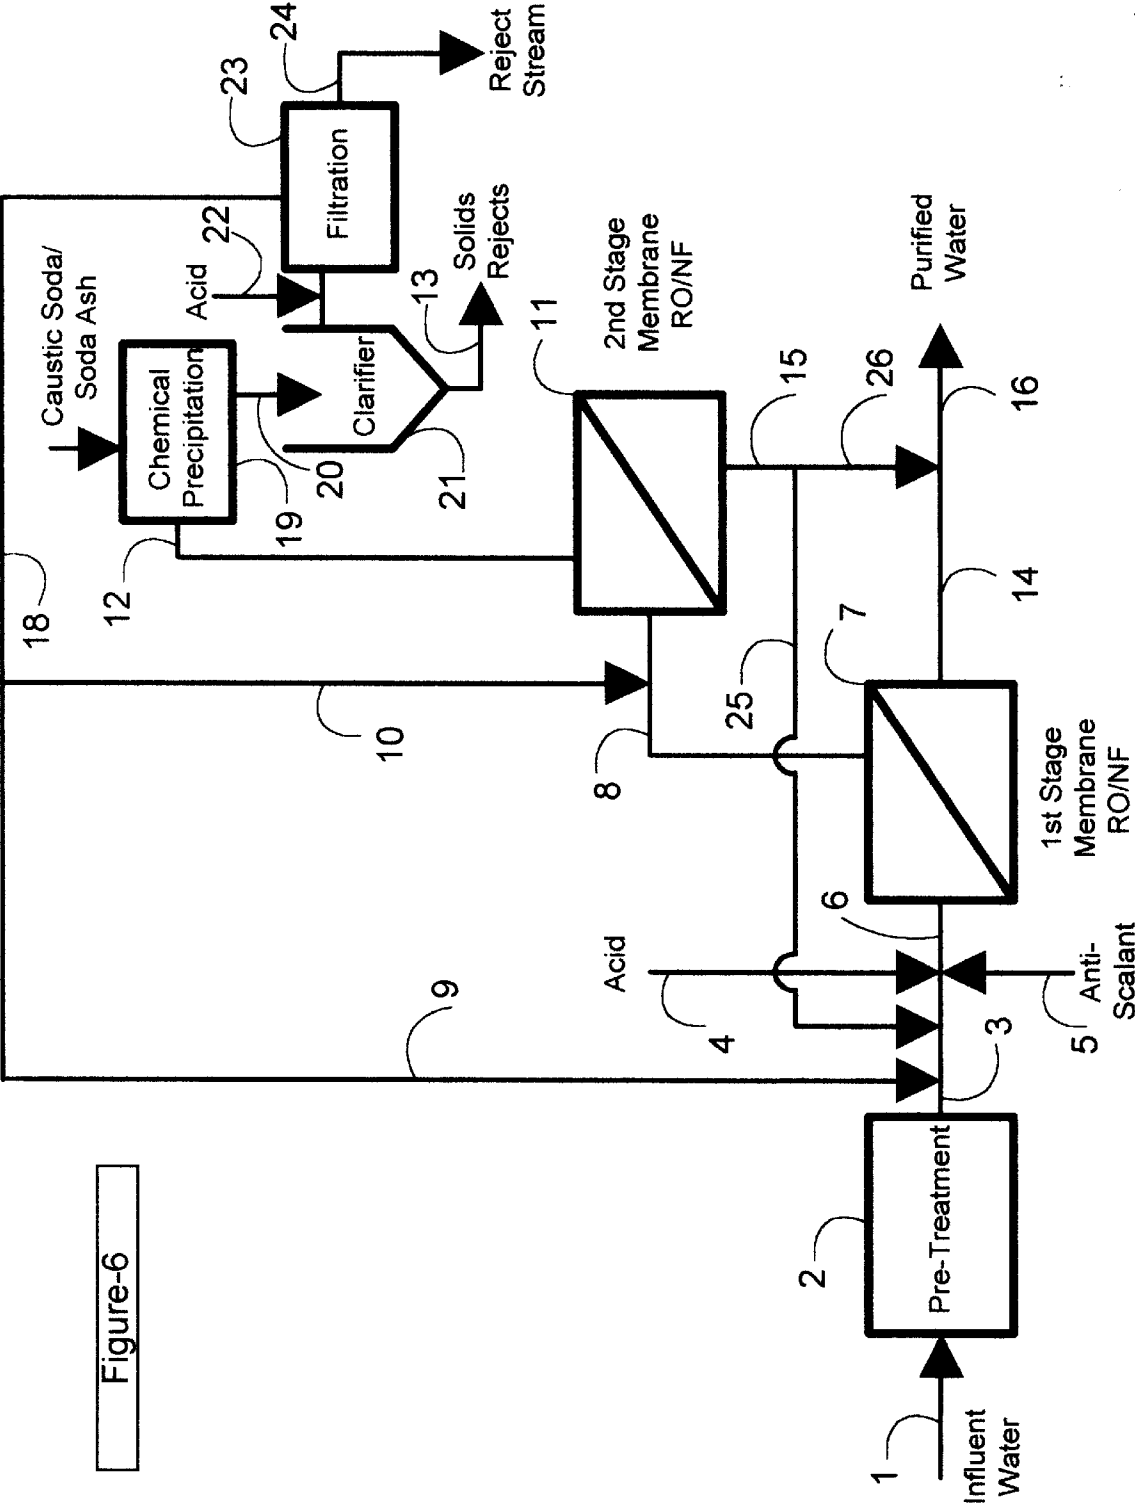 Figure-6
18
Caustic Soda/
Soda Ash
12
Chemical
Precipitation
19
20
Acid
22
23
24
Filtration
Reject
Stream
Clarifier
21
13
Solids
Rejects
10
9
8
11
2nd Stage
Membrane
RO/NF
25
15
26
Acid
4
7
6
14
16
Purified
Water
2
Pre-Treatment
3
5
Anti-
Scalant
1st Stage
Membrane
RO/NF
1
Influent
Water